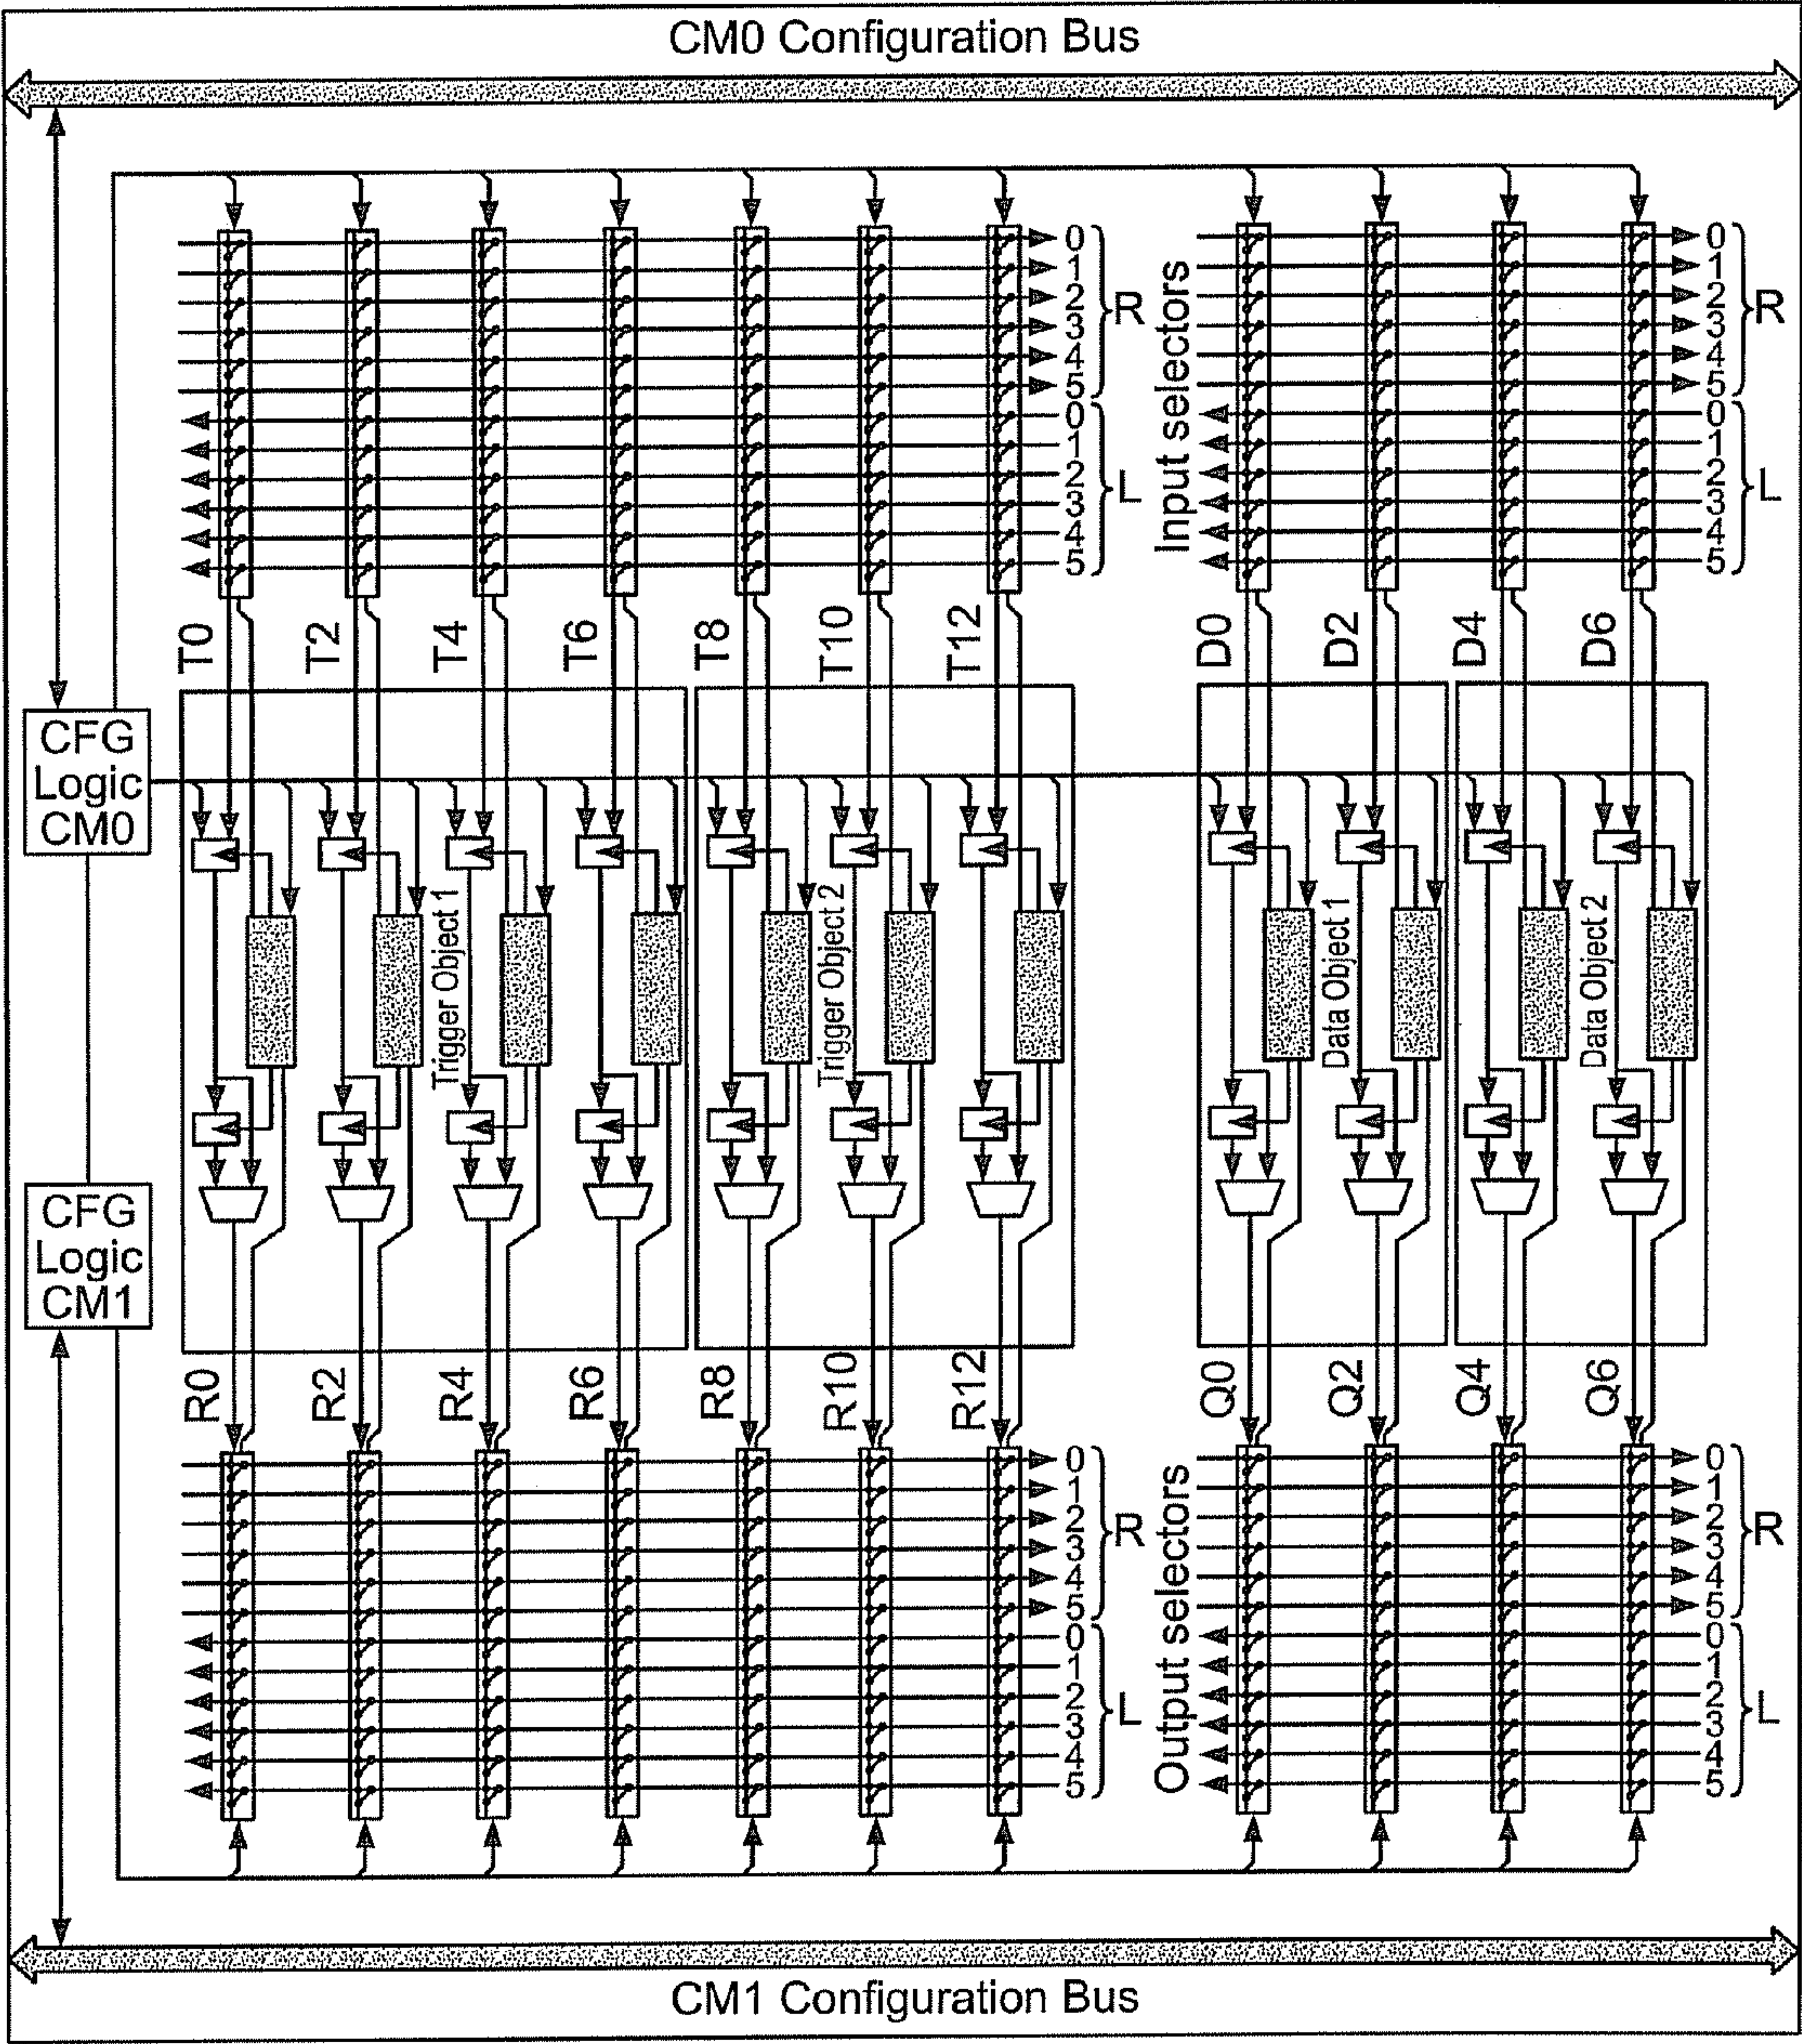 CM0 Configuration Bus
0
1
2
3
4
5
R
0
1
2
3
4
5
L
Input selectors
0
1
2
3
4
5
R
0
1
2
3
4
5
L
T0
T2
T4
T6
T8
T10
T12
D0
D2
D4
D6
CFG
Logic
CM0
Trigger Object 1
Trigger Object 2
Data Object 1
Data Object 2
CFG
Logic
CM1
R0
R2
R4
R6
R8
R10
R12
Q0
Q2
Q4
Q6
0
1
2
3
4
5
R
0
1
2
3
4
5
L
Output selectors
0
1
2
3
4
5
R
0
1
2
3
4
5
L
CM1 Configuration Bus